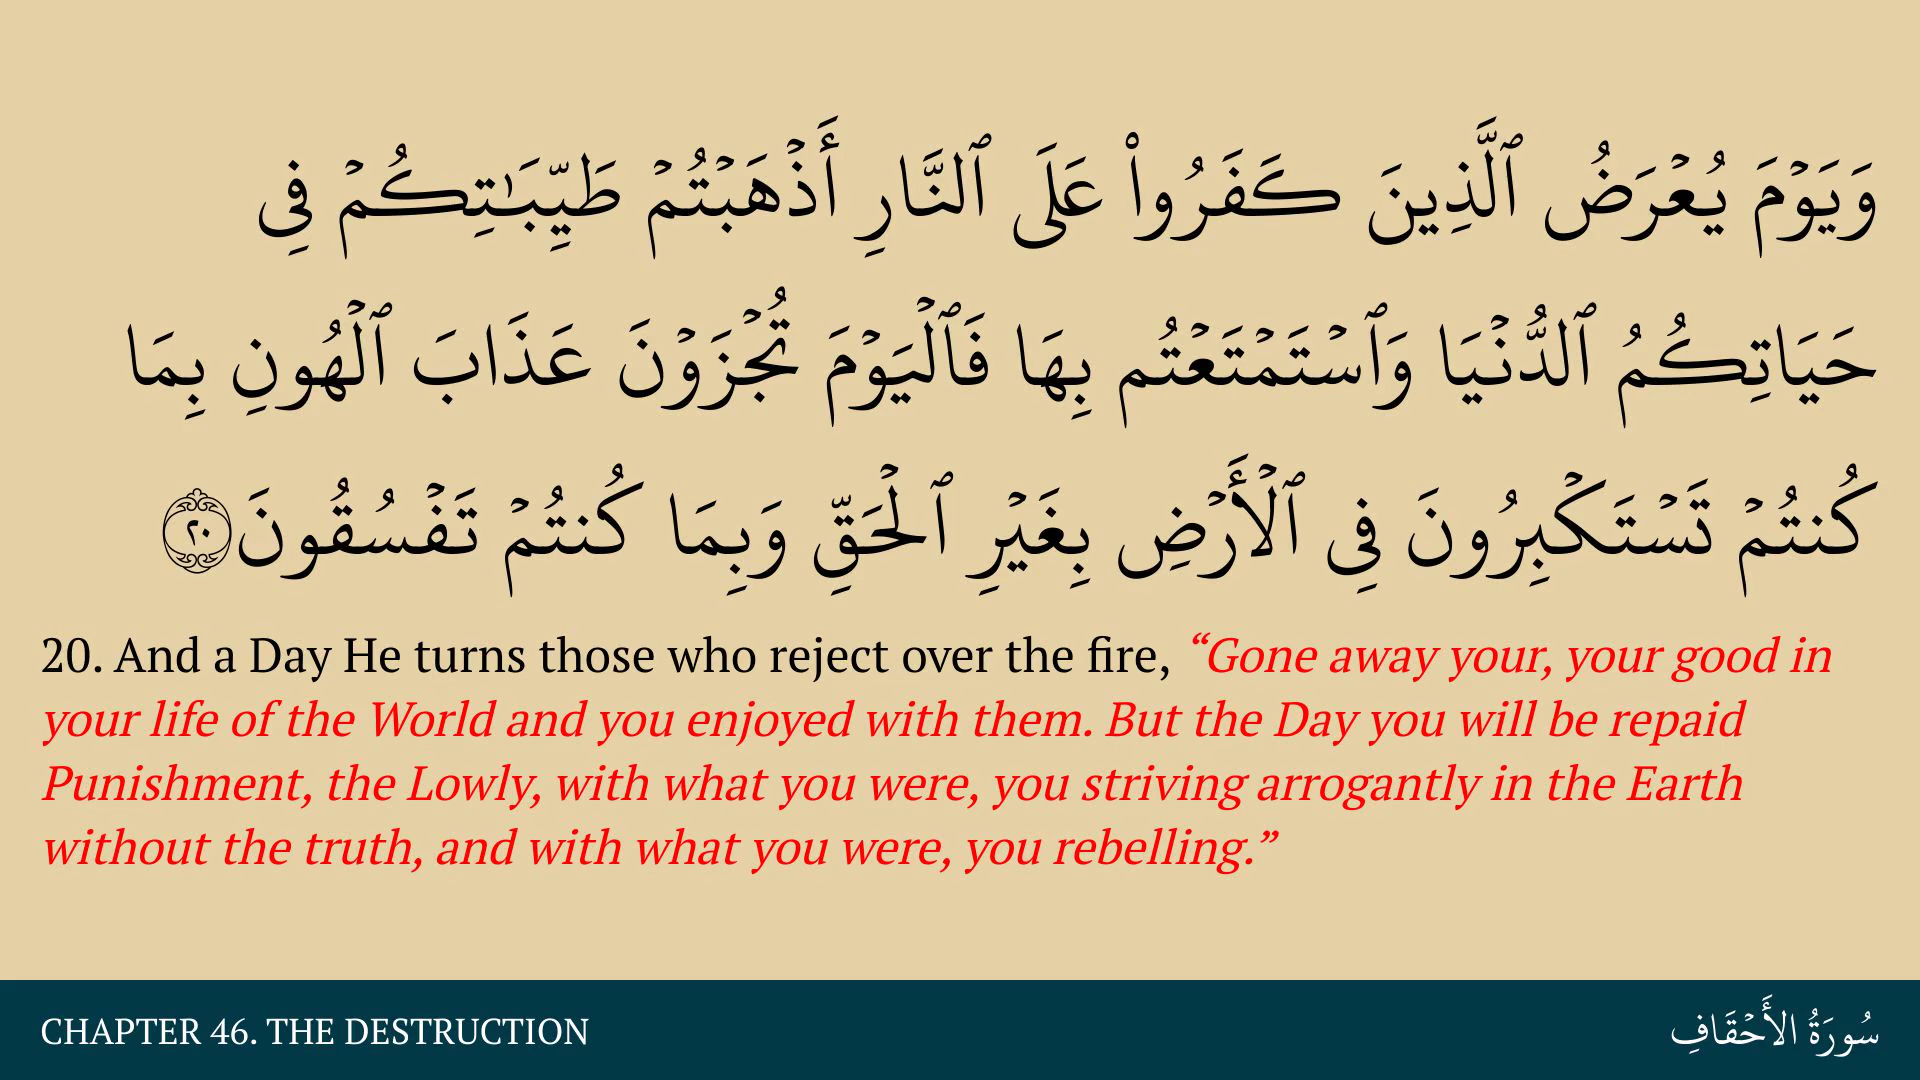 وَيَوْمَ يُعْرَضُ ٱلَّذِينَ كَفَرُوا۟ عَلَى ٱلنَّارِ أَذْهَبْتُمْ طَيِّبَـٰتِكُمْ فِى
حَيَاتِكُمُ ٱلدُّنْيَا وَٱسْتَمْتَعْتُم بِهَا فَٱلْيَوْمَ تُجْزَوْنَ عَذَابَ ٱلْهُونِ بِمَا
كُنتُمْ تَسْتَكْبِرُونَ فِى ٱلْأَرْضِ بِغَيْرِ ٱلْحَقِّ وَبِمَا كُنتُمْ تَفْسُقُونَ ٢٠
20. And a Day He turns those who reject over the fire, “Gone away your, your good in
your life of the World and you enjoyed with them. But the Day you will be repaid
Punishment, the Lowly, with what you were, you striving arrogantly in the Earth
without the truth, and with what you were, you rebelling.”
CHAPTER 46. THE DESTRUCTION
سُورَةُ الأَحْقَافِ